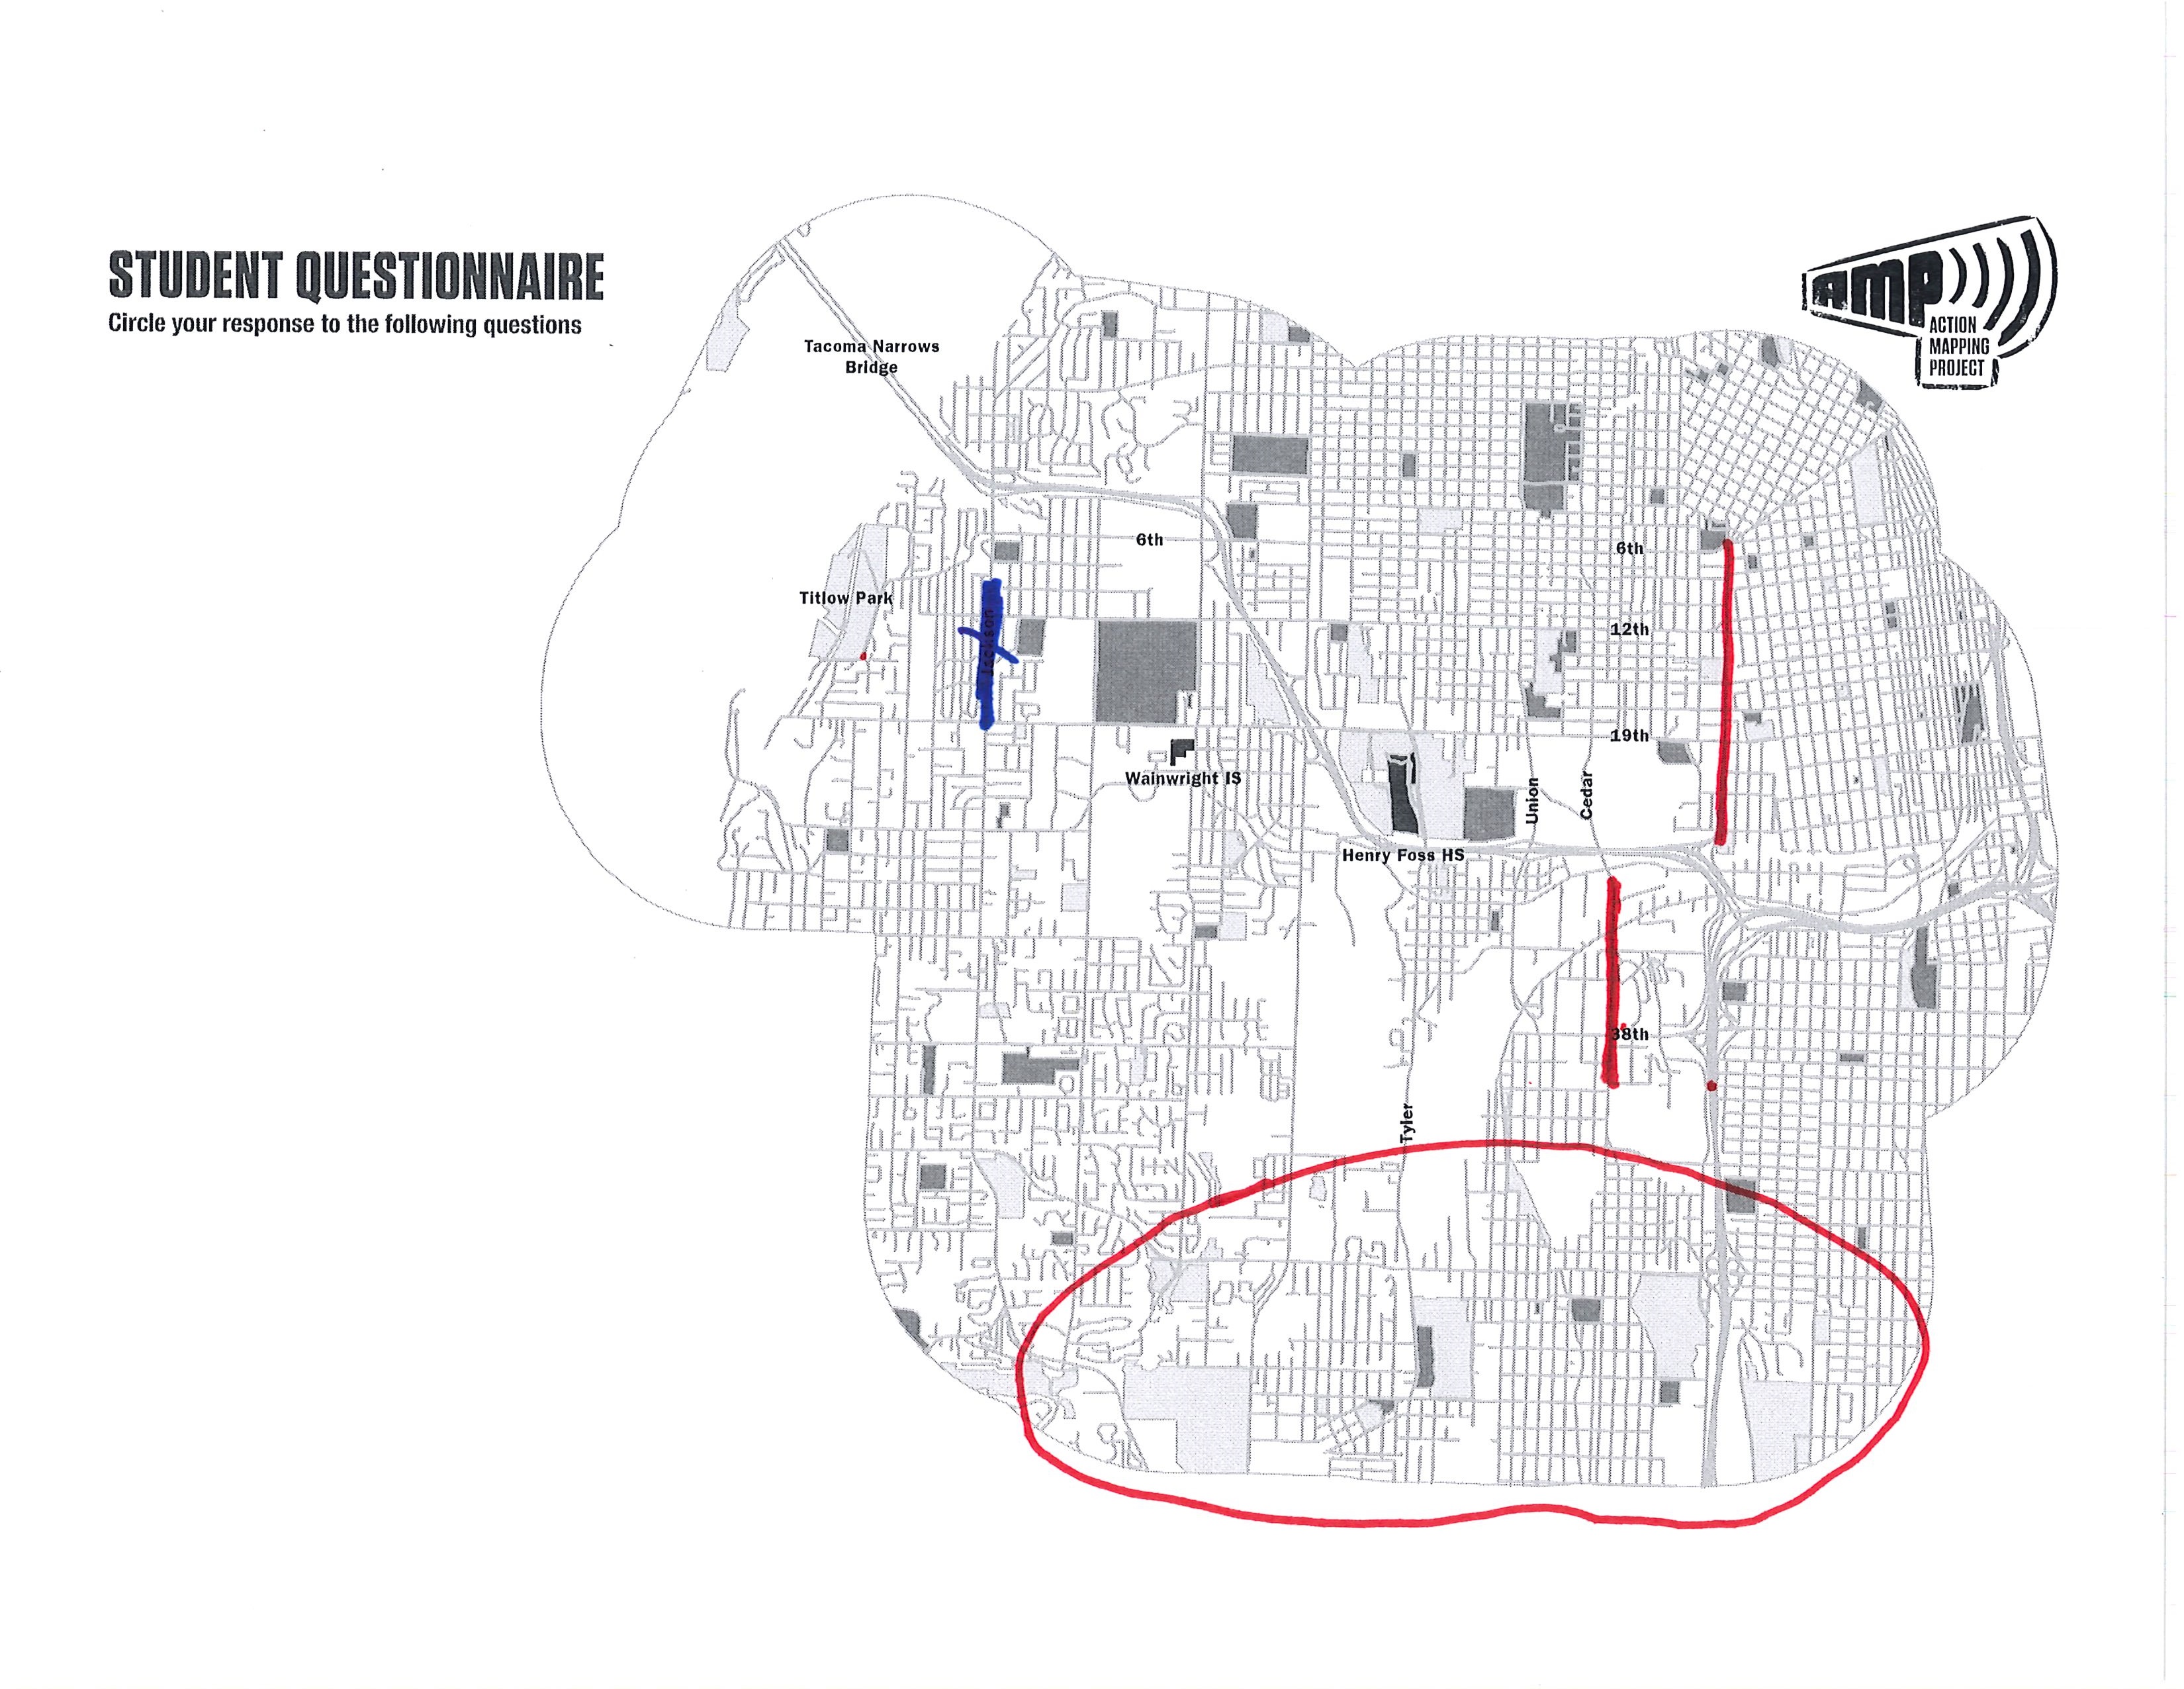 STUDENT QUESTIONNAIRE
Circle your response to the following questions
AMP
ACTION
MAPPING
PROJECT
Tacoma Narrows
Bridge
6th
6th
Titlow Park
Jackson
12th
19th
Wainwright IS
Union
Cedar
Henry Foss HS
38th
Tyler